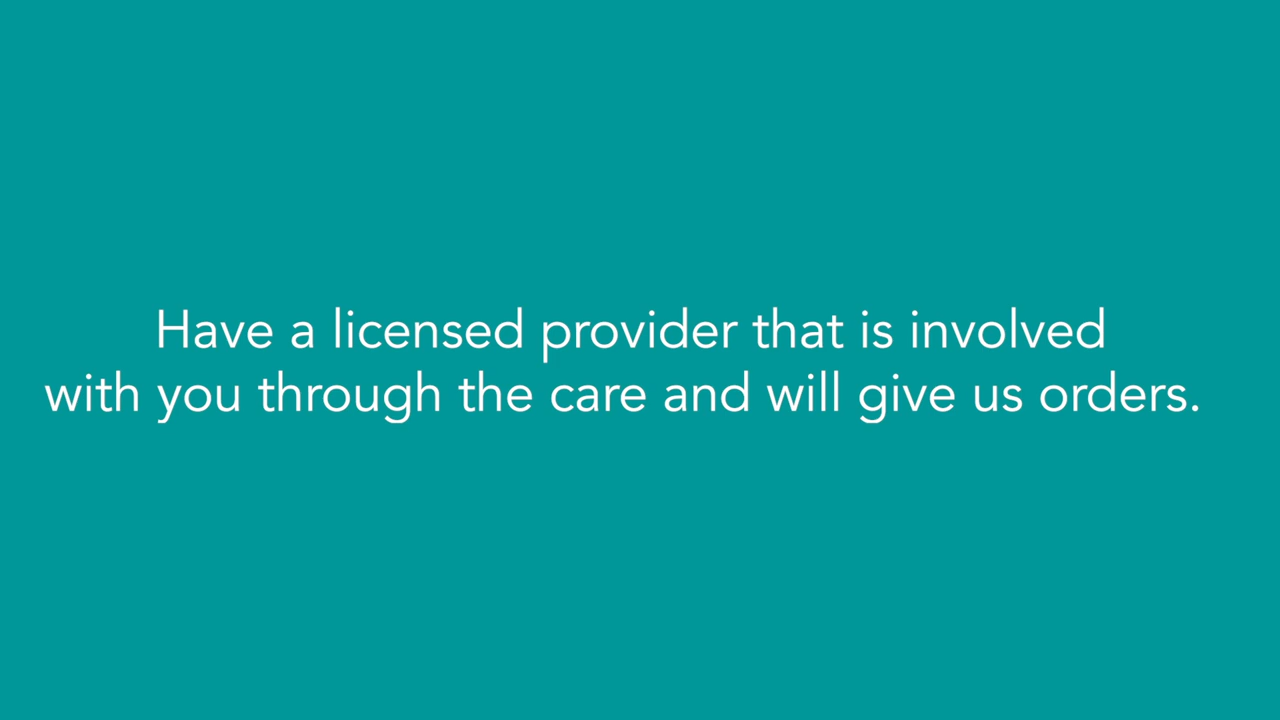 Have a licensed provider that is involved
with you through the care and will give us orders.